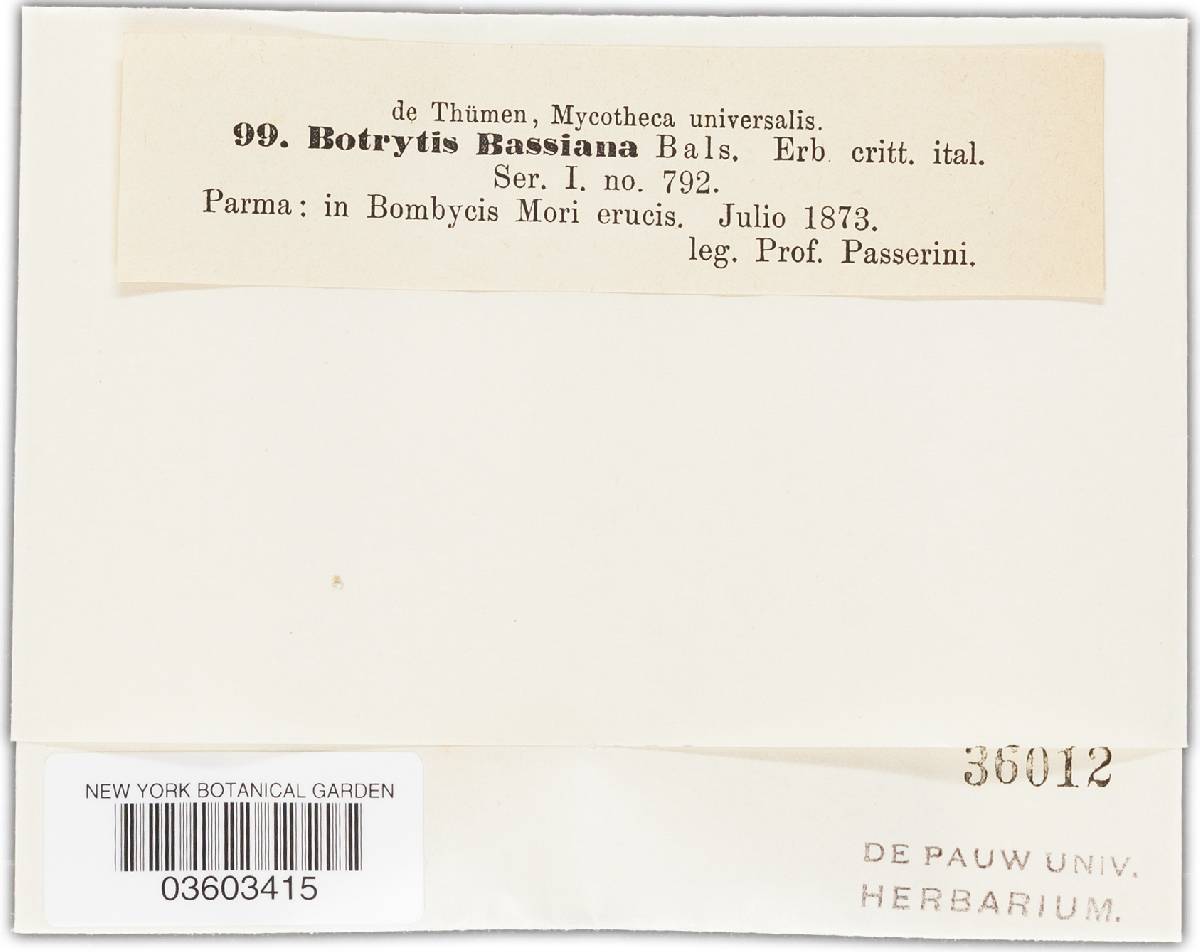 de Thümen, Mycotheca universalis.
99. Botrytis Bassiana Bals. Erb. critt. ital.
Ser. I. no. 792.
Parma: in Bombycis Mori erucis. Julio 1873.
leg. Prof. Passerini.
36012
NEW YORK BOTANICAL GARDEN
03603415
DE PAUW UNIV.
HERBARIUM.